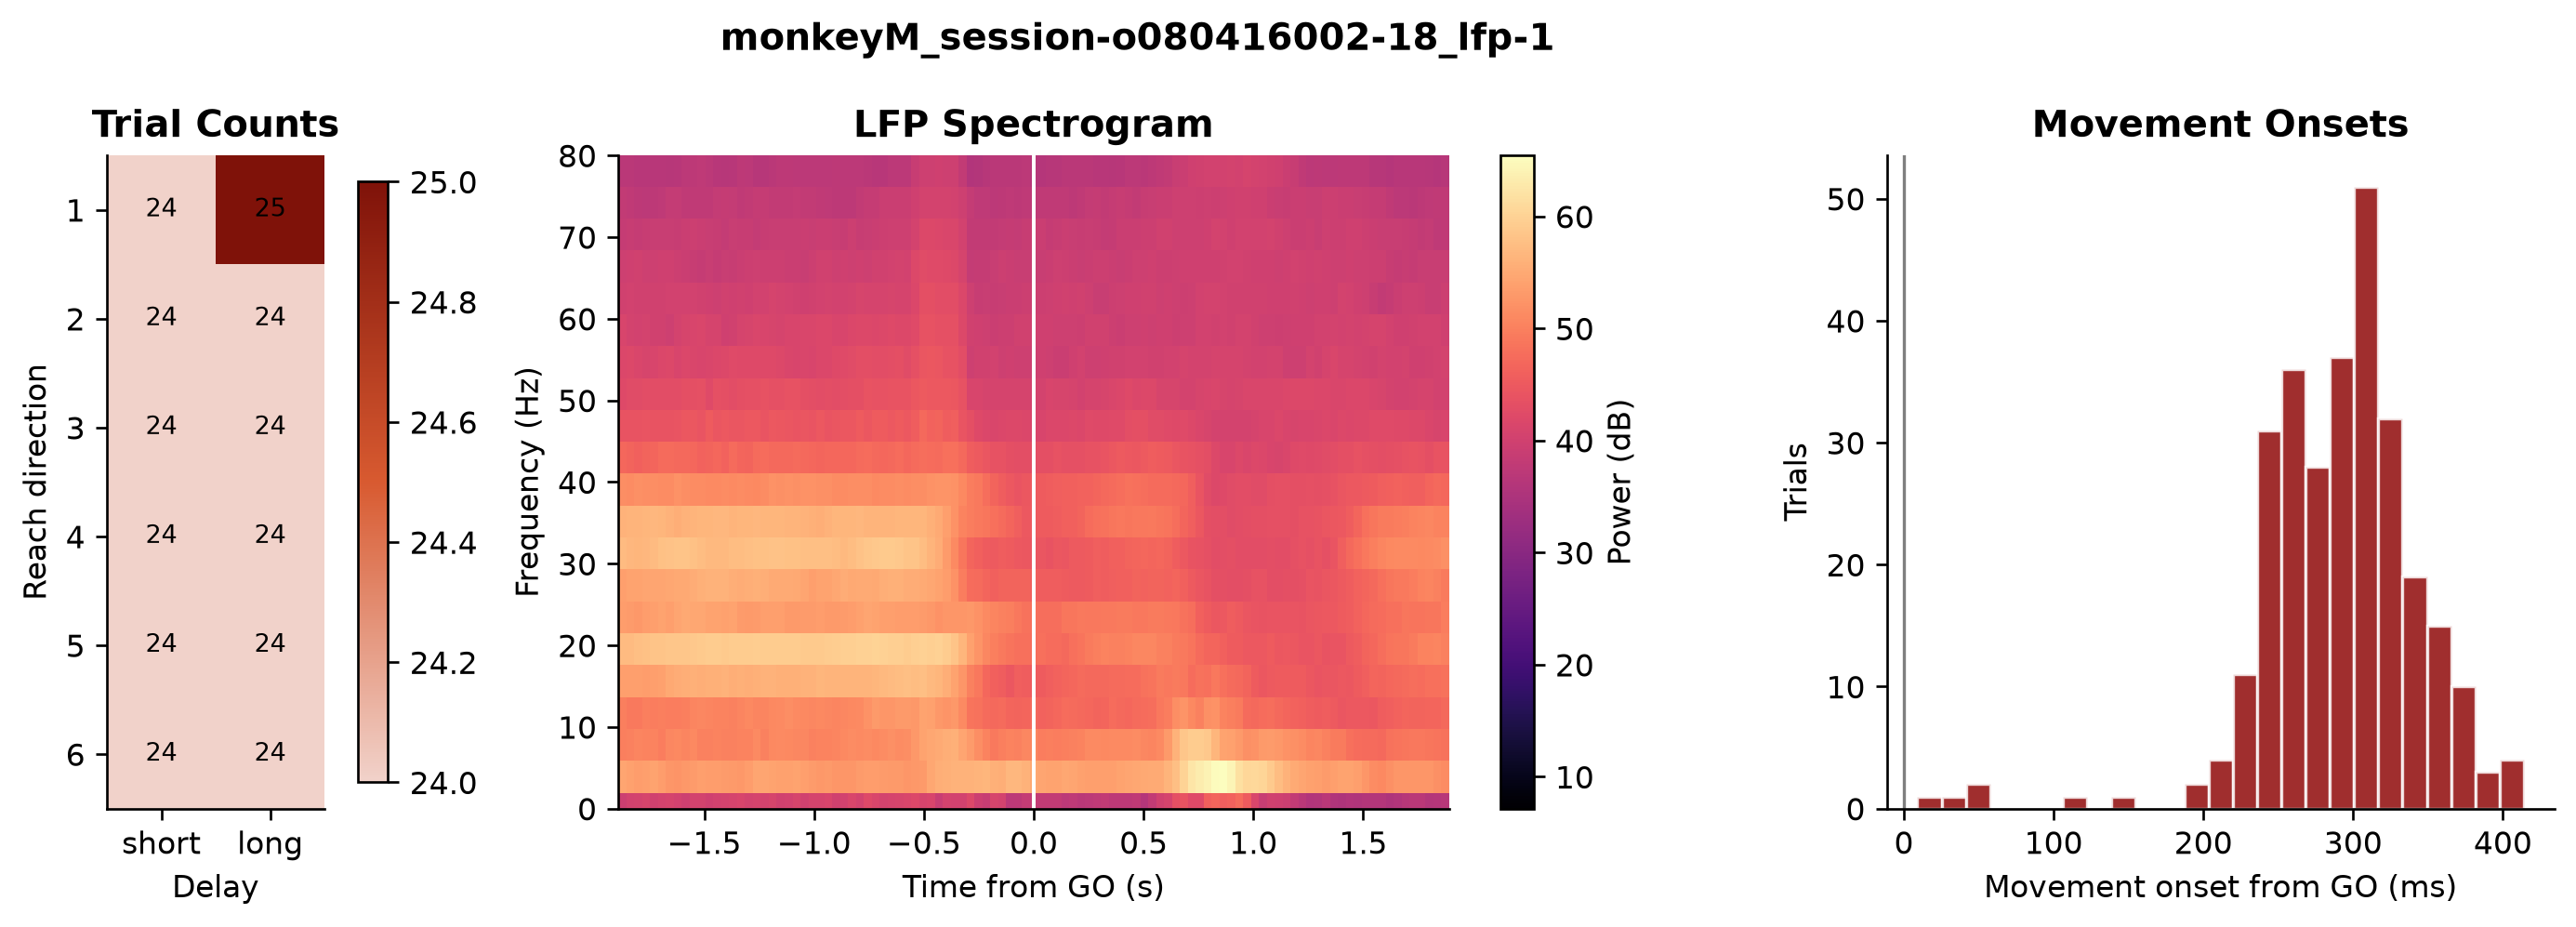 monkeyM_session-o080416002-18_lfp-1
Trial Counts
Reach direction
1
2
3
4
5
6
24 25
24 24
24 24
24 24
24 24
24 24
short long
Delay
25.0
24.8
24.6
24.4
24.2
24.0
LFP Spectrogram
Frequency (Hz)
80
70
60
50
40
30
20
10
0
−1.5 −1.0 −0.5 0.0 0.5 1.0 1.5
Time from GO (s)
60
50
40
30
20
10
Power (dB)
Movement Onsets
Trials
50
40
30
20
10
0
0 100 200 300 400
Movement onset from GO (ms)